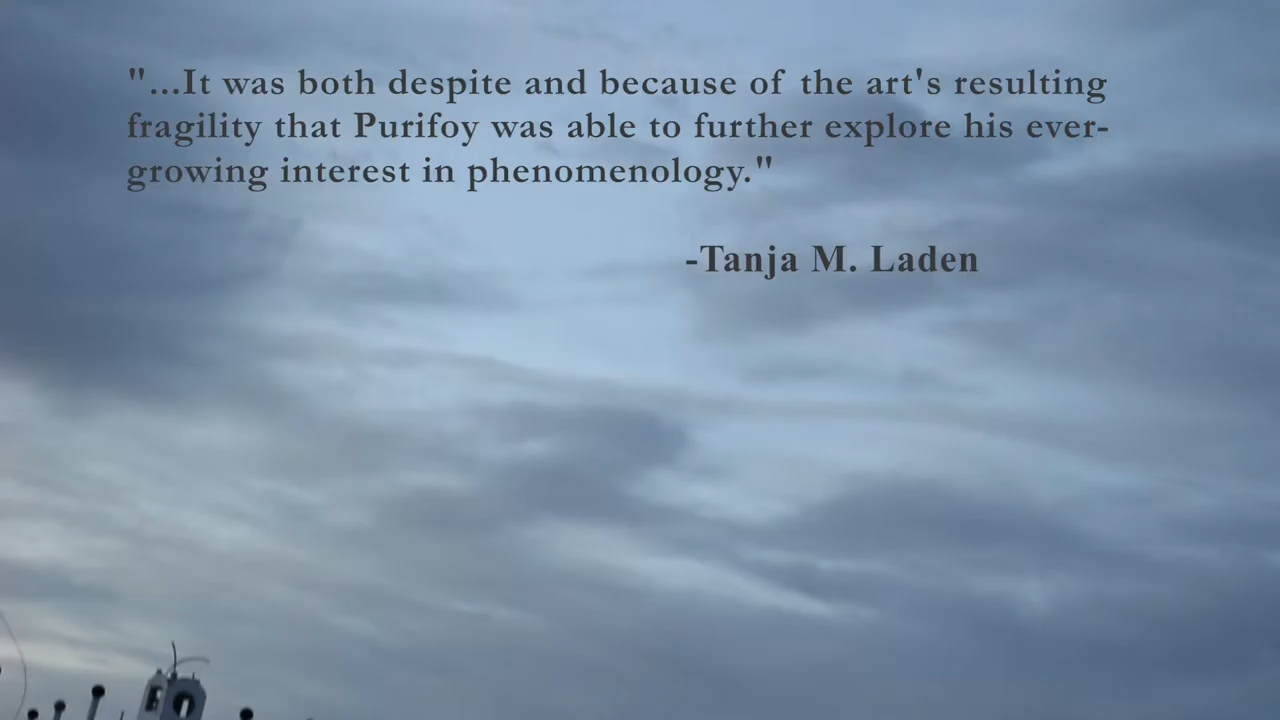 "...It was both despite and because of the art's resulting
fragility that Purifoy was able to further explore his ever-
growing interest in phenomenology."
-Tanja M. Laden